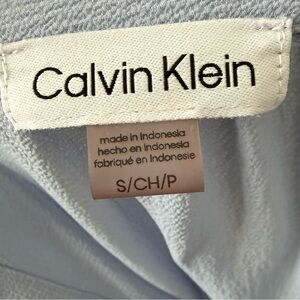 Calvin Klein
made in Indonesia
hecho en Indonesia
fabriqué en Indonesie
S/CH/P